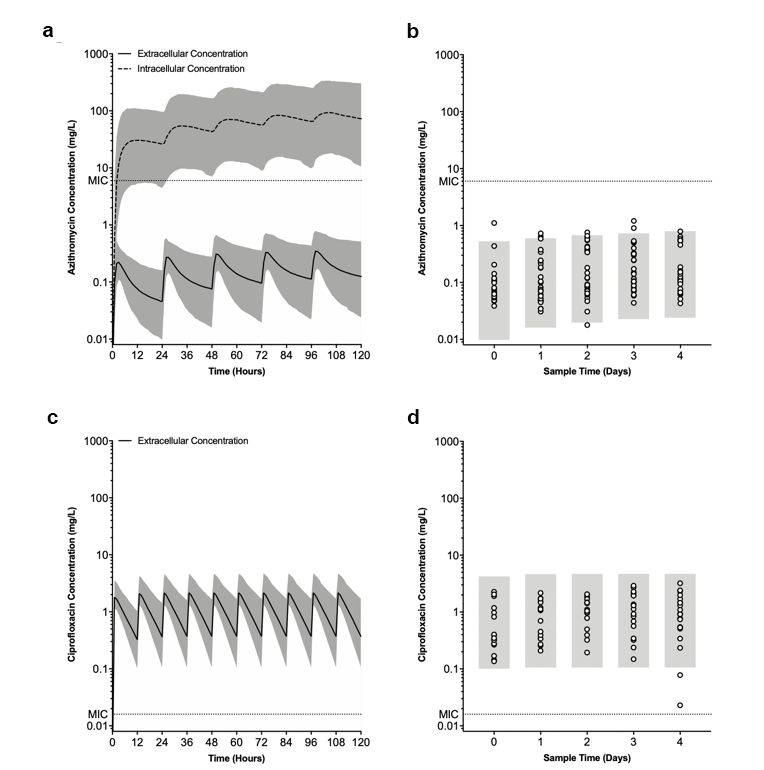 a
Extracellular Concentration
Intracellular Concentration
Azithromycin Concentration (mg/L)
1000
100
10
MIC
1
0.1
0.01
0 12 24 36 48 60 72 84 96 108 120
Time (Hours)
b
Azithromycin Concentration (mg/L)
1000
100
10
MIC
1
0.1
0.01
0 1 2 3 4
Sample Time (Days)
c
Extracellular Concentration
Ciprofloxacin Concentration (mg/L)
1000
100
10
1
0.1
MIC
0.01
0 12 24 36 48 60 72 84 96 108 120
Time (Hours)
d
Ciprofloxacin Concentration (mg/L)
1000
100
10
1
0.1
MIC
0.01
0 1 2 3 4
Sample Time (Days)